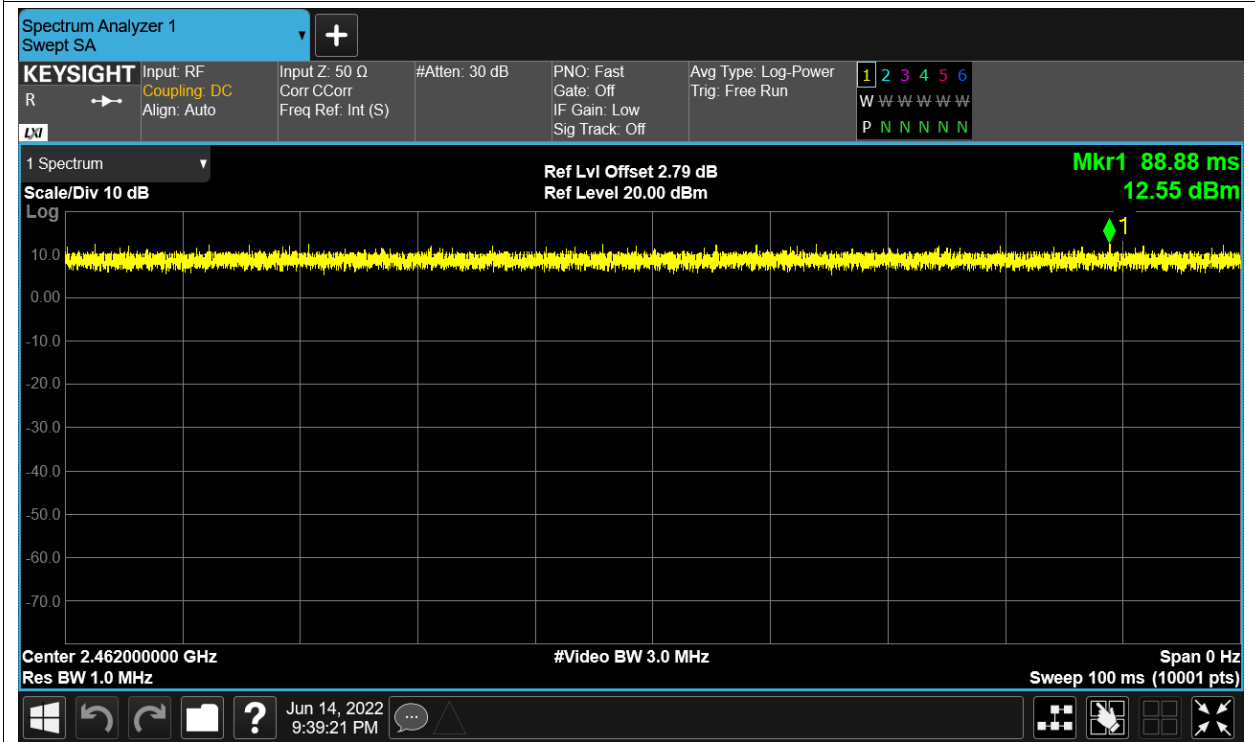 Spectrum Analyzer 1
Swept SA
KEYSIGHT
R
LXI
Input: RF
Coupling: DC
Align: Auto
Input Z: 50 Ω
Corr CCorr
Freq Ref: Int (S)
#Atten: 30 dB
PNO: Fast
Gate: Off
IF Gain: Low
Sig Track: Off
Avg Type: Log-Power
Trig: Free Run
1 2 3 4 5 6
W W W W W W
P N N N N N
1 Spectrum
Scale/Div 10 dB
Log
Ref Lvl Offset 2.79 dB
Ref Level 20.00 dBm
Mkr1 88.88 ms
12.55 dBm
1
10.0
0.00
-10.0
-20.0
-30.0
-40.0
-50.0
-60.0
-70.0
Center 2.462000000 GHz
Res BW 1.0 MHz
#Video BW 3.0 MHz
Span 0 Hz
Sweep 100 ms (10001 pts)
?
Jun 14, 2022
9:39:21 PM